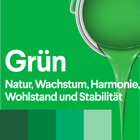 Grün
Natur, Wachstum, Harmonie,
Wohlstand und Stabilität